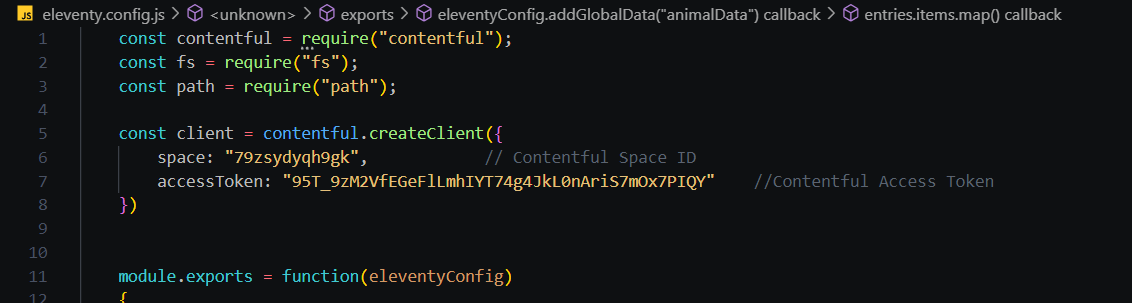 JS eleventy.config.js > <unknown> > exports > eleventyConfig.addGlobalData("animalData") callback > entries.items.map() callback
1 const contentful = require("contentful");
2 const fs = require("fs");
3 const path = require("path");
4
5 const client = contentful.createClient({
6 space: "79zsydyqh9gk", // Contentful Space ID
7 accessToken: "95T_9zM2VfEGeFlLmhIYT74g4JkL0nAriS7mOx7PIQY" //Contentful Access Token
8 })
9
10
11 module.exports = function(eleventyConfig)
12 {